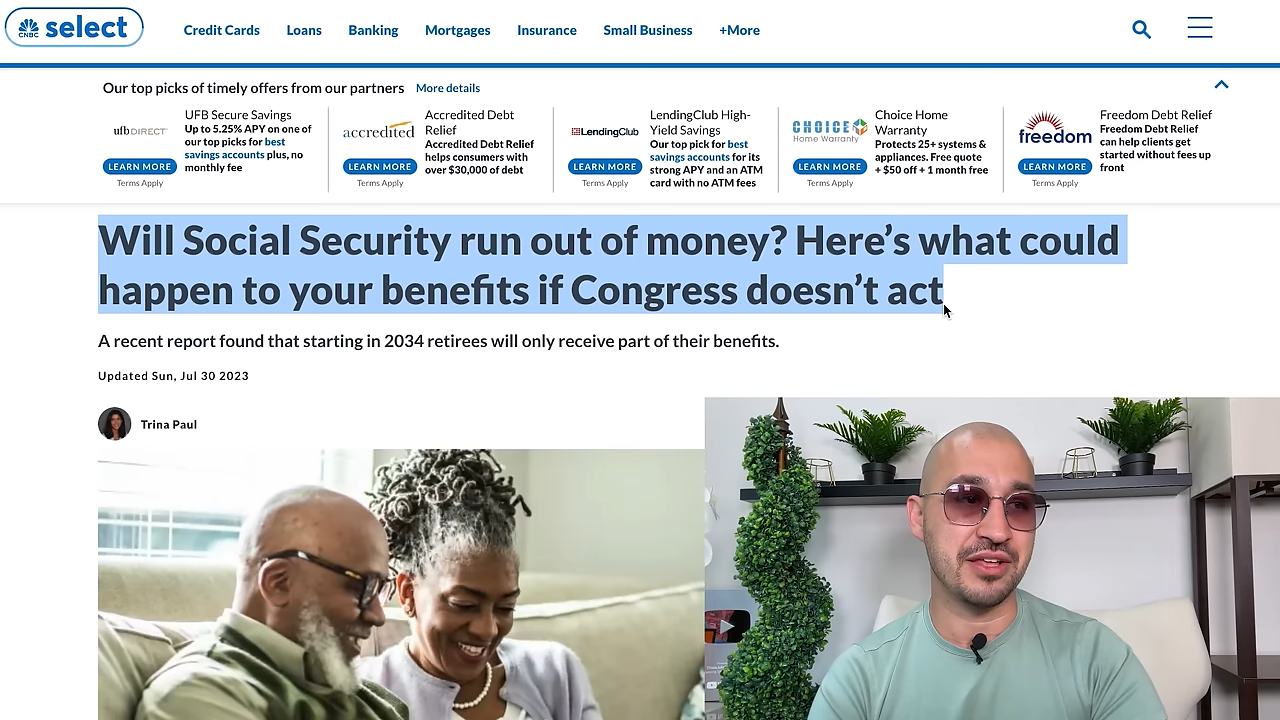 CNBC
select
Credit Cards
Loans
Banking
Mortgages
Insurance
Small Business
+More
Our top picks of timely offers from our partners
More details
ufbDIRECT
LEARN MORE
Terms Apply
UFB Secure Savings
Up to 5.25% APY on one of
our top picks for best
savings accounts plus, no
monthly fee
accredited
LEARN MORE
Terms Apply
Accredited Debt
Relief
Accredited Debt Relief
helps consumers with
over $30,000 of debt
LendingClub
LEARN MORE
Terms Apply
LendingClub High-
Yield Savings
Our top pick for best
savings accounts for its
strong APY and an ATM
card with no ATM fees
CHOICE
Home Warranty
LEARN MORE
Terms Apply
Choice Home
Warranty
Protects 25+ systems &
appliances. Free quote
+ $50 off + 1 month free
freedom
LEARN MORE
Terms Apply
Freedom Debt Relief
Freedom Debt Relief
can help clients get
started without fees up
front
Will Social Security run out of money? Here’s what could
happen to your benefits if Congress doesn’t act
A recent report found that starting in 2034 retirees will only receive part of their benefits.
Updated Sun, Jul 30 2023
Trina Paul